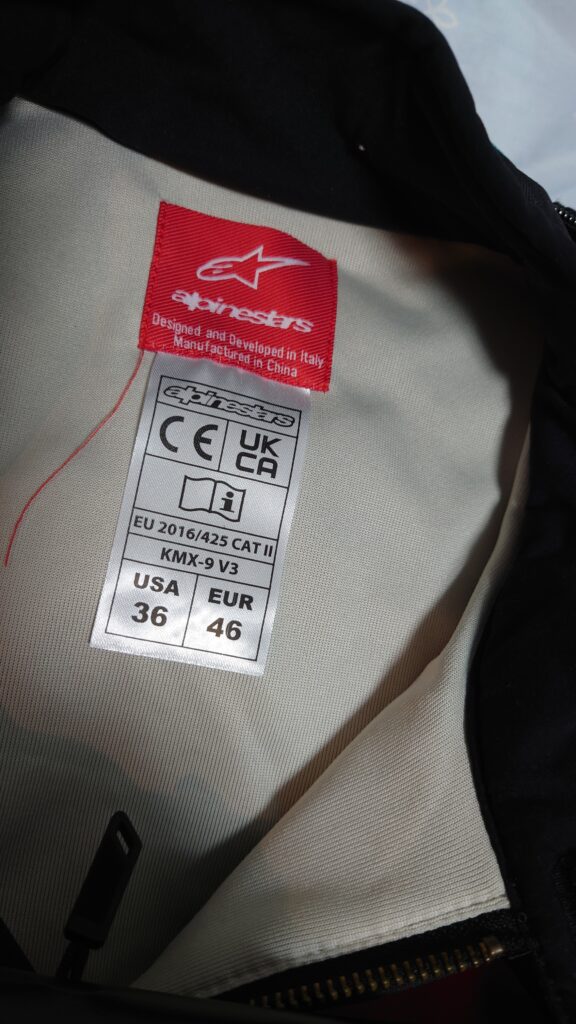 alpinestars
Designed and Developed in Italy
Manufactured in China
alpinestars
CE UK CA
i
EU 2016/425 CAT II
KMX-9 V3
USA EUR
36 46